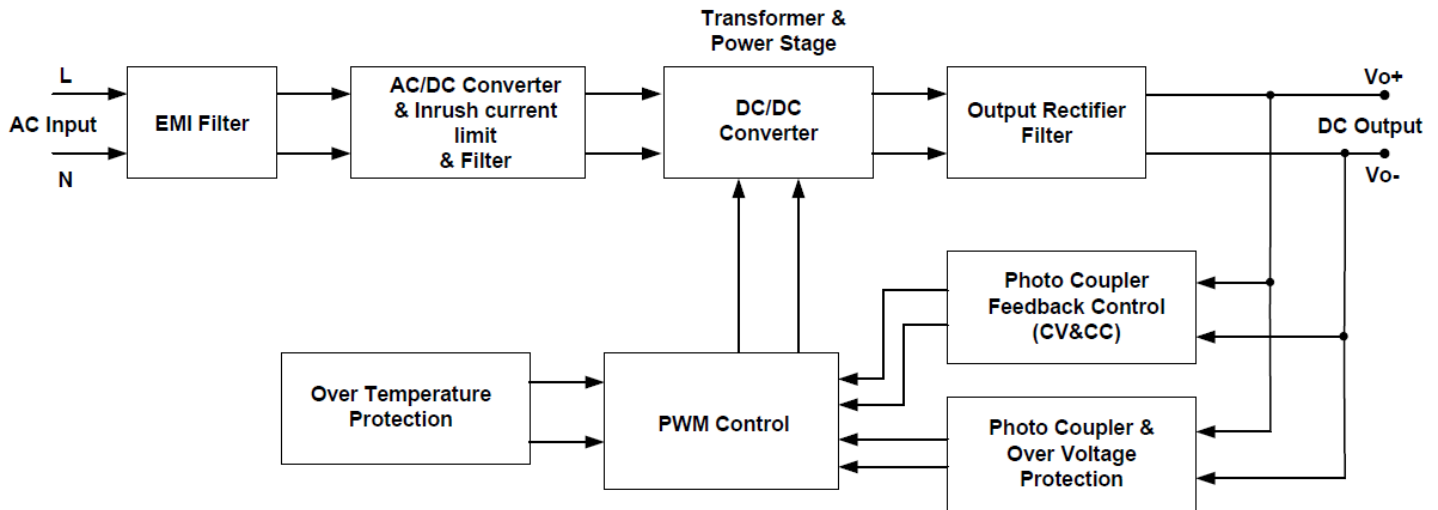 Transformer &
Power Stage
L
AC Input
N
EMI Filter
AC/DC Converter
& Inrush current
limit
& Filter
DC/DC
Converter
Output Rectifier
Filter
Vo+
DC Output
Vo-
Photo Coupler
Feedback Control
(CV&CC)
Over Temperature
Protection
PWM Control
Photo Coupler &
Over Voltage
Protection